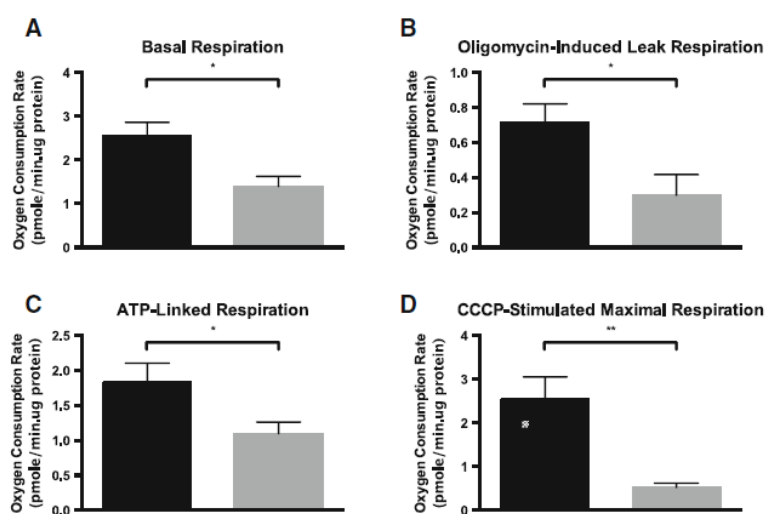 A
Basal Respiration
Oxygen Consumption Rate
(pmole/min.ug protein)
4
3
2
1
0
*
B
Oligomycin-Induced Leak Respiration
Oxygen Consumption Rate
(pmole/min.ug protein)
1.0
0.8
0.6
0.4
0.2
0.0
*
C
ATP-Linked Respiration
Oxygen Consumption Rate
(pmole/min.ug protein)
2.5
2.0
1.5
1.0
0.5
0.0
*
D
CCCP-Stimulated Maximal Respiration
Oxygen Consumption Rate
(pmole/min.ug protein)
4
3
2
1
0
**